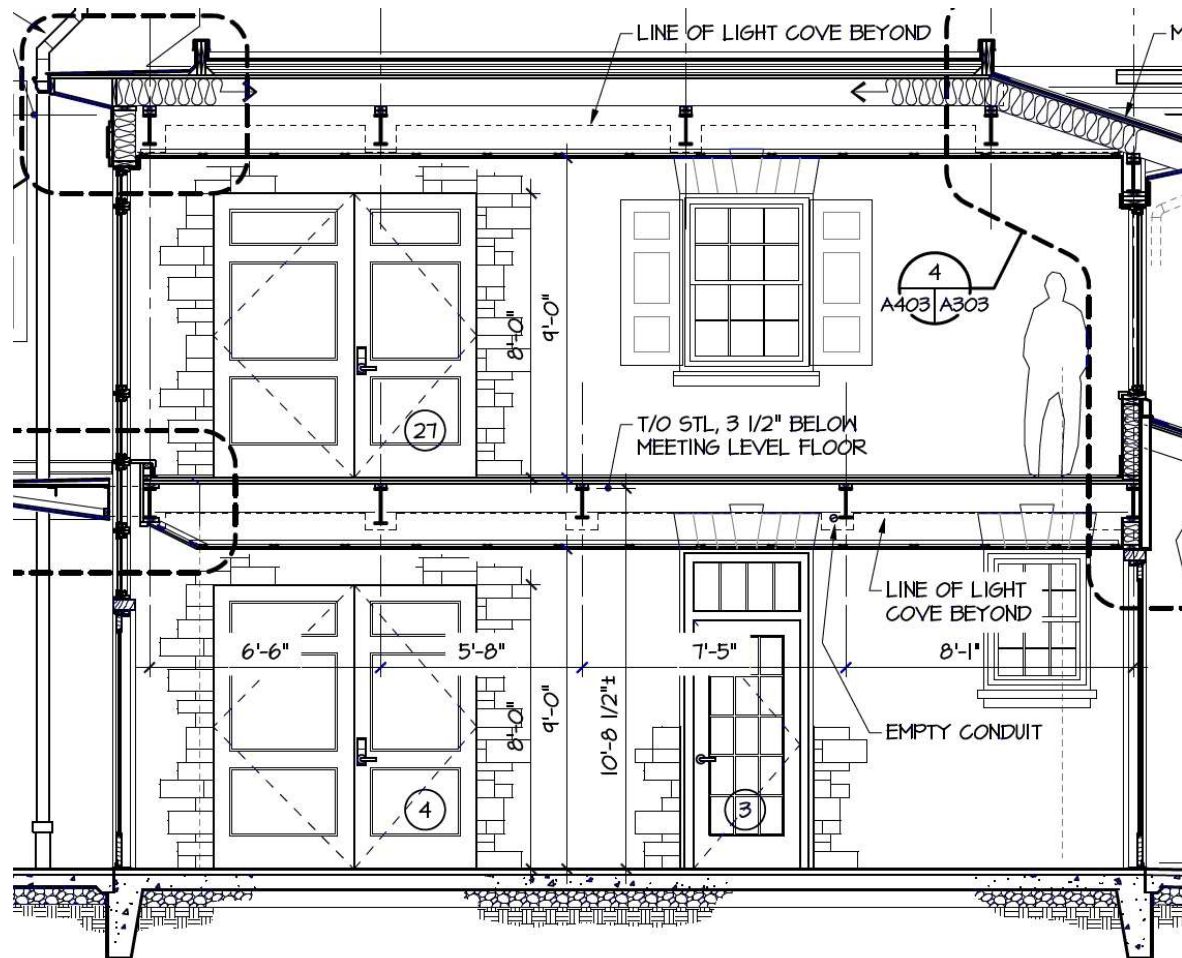 LINE OF LIGHT COVE BEYOND
M
4
A403 A303
8'-0"
9'-0"
27
T/O STL, 3 1/2" BELOW
MEETING LEVEL FLOOR
LINE OF LIGHT
COVE BEYOND
6'-6"
5'-8"
7'-5"
8'-1"
8'-0"
9'-0"
10'-8 1/2"±
EMPTY CONDUIT
4
3